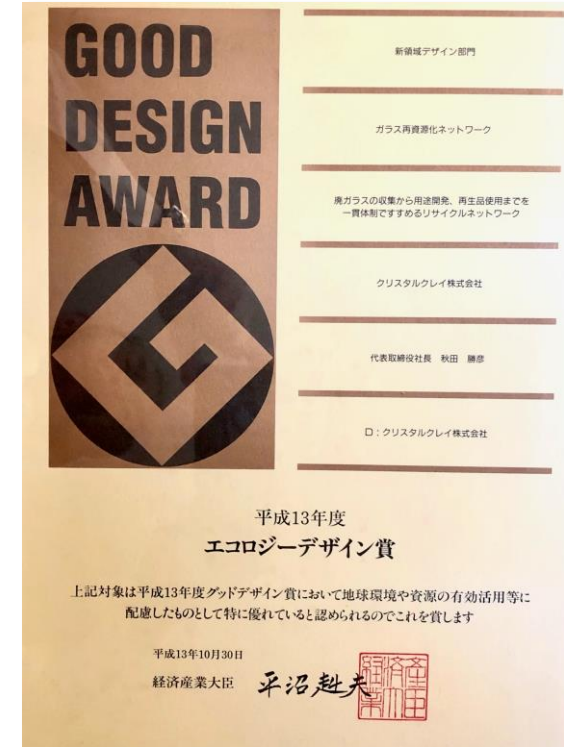 GOOD
DESIGN
AWARD
新領域デザイン部門
ガラス再資源化ネットワーク
廃ガラスの収集から用途開発、再生品使用までを
一貫体制ですすめるリサイクルネットワーク
クリスタルクレイ株式会社
代表取締役社長 秋田 勝彦
ロ：クリスタルクレイ株式会社
平成13年度
エコロジーデザイン賞
上記対象は平成13年度グッドデザイン賞において地球環境や資源の有効活用等に
配慮したものとして特に優れていると認められるのでこれを賞します
平成13年10月30日
経済産業大臣 平沼赳夫